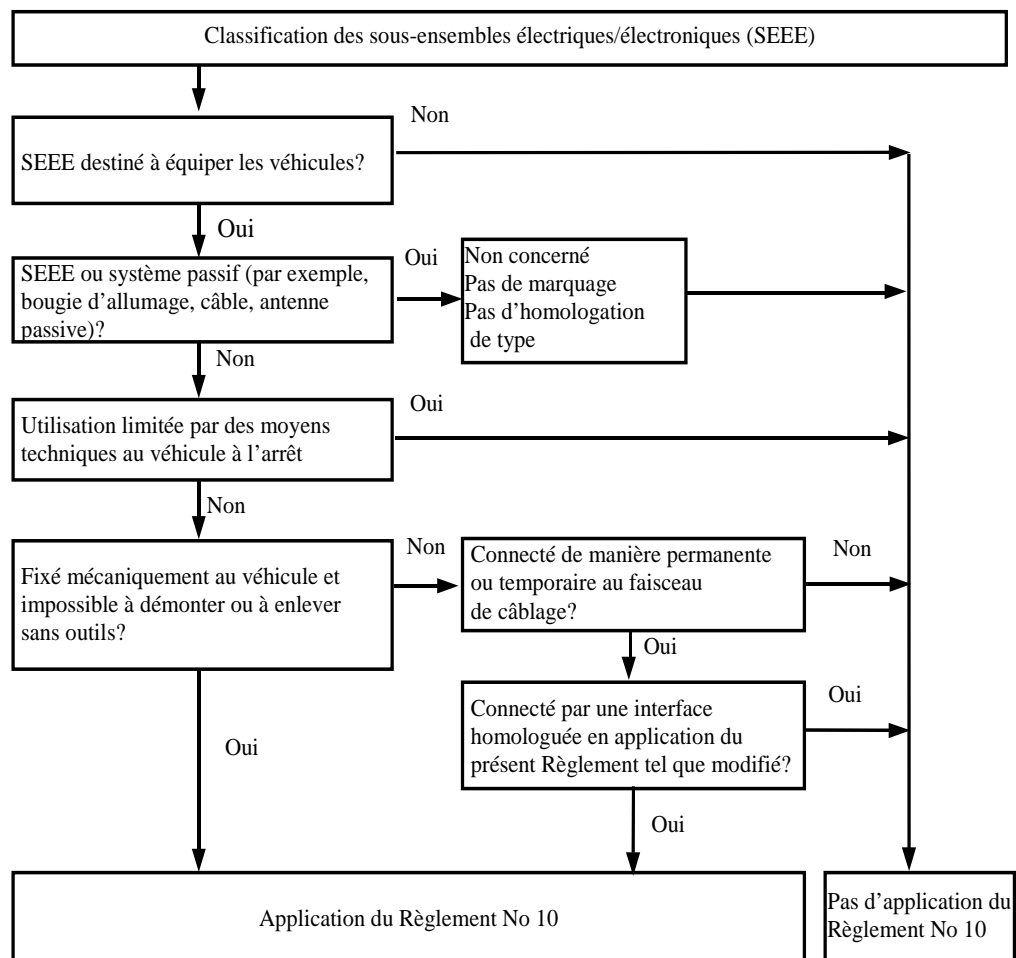 Classification des sous-ensembles électriques/électroniques (SEEE)
Non
SEEE destiné à équiper les véhicules?
Oui
SEEE ou système passif (par exemple,
bougie d'allumage, câble, antenne
passive)?
Oui
Non concerné
Pas de marquage
Pas d'homologation
de type
Non
Utilisation limitée par des moyens
techniques au véhicule à l'arrêt
Oui
Non
Fixé mécaniquement au véhicule et
impossible à démonter ou à enlever
sans outils?
Non
Connecté de manière permanente
ou temporaire au faisceau
de câblage?
Non
Oui
Connecté par une interface
homologuée en application du
présent Règlement tel que modifié?
Oui
Oui
Oui
Application du Règlement No 10
Pas d'application du
Règlement No 10